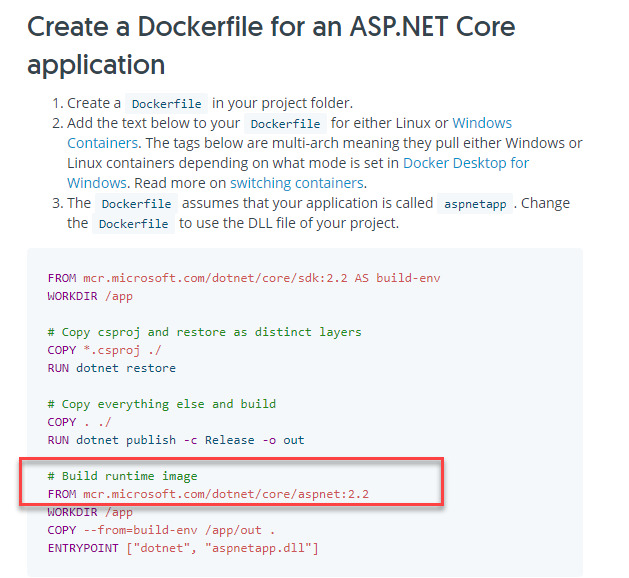 Create a Dockerfile for an ASP.NET Core
application
1. Create a Dockerfile in your project folder.
2. Add the text below to your Dockerfile for either Linux or Windows
Containers. The tags below are multi-arch meaning they pull either Windows or
Linux containers depending on what mode is set in Docker Desktop for
Windows. Read more on switching containers.
3. The Dockerfile assumes that your application is called aspnetapp. Change
the Dockerfile to use the DLL file of your project.
FROM mcr.microsoft.com/dotnet/core/sdk:2.2 AS build-env
WORKDIR /app
# Copy csproj and restore as distinct layers
COPY *.csproj ./
RUN dotnet restore
# Copy everything else and build
COPY . ./
RUN dotnet publish -c Release -o out
# Build runtime image
FROM mcr.microsoft.com/dotnet/core/aspnet:2.2
WORKDIR /app
COPY --from=build-env /app/out .
ENTRYPOINT ["dotnet", "aspnetapp.dll"]